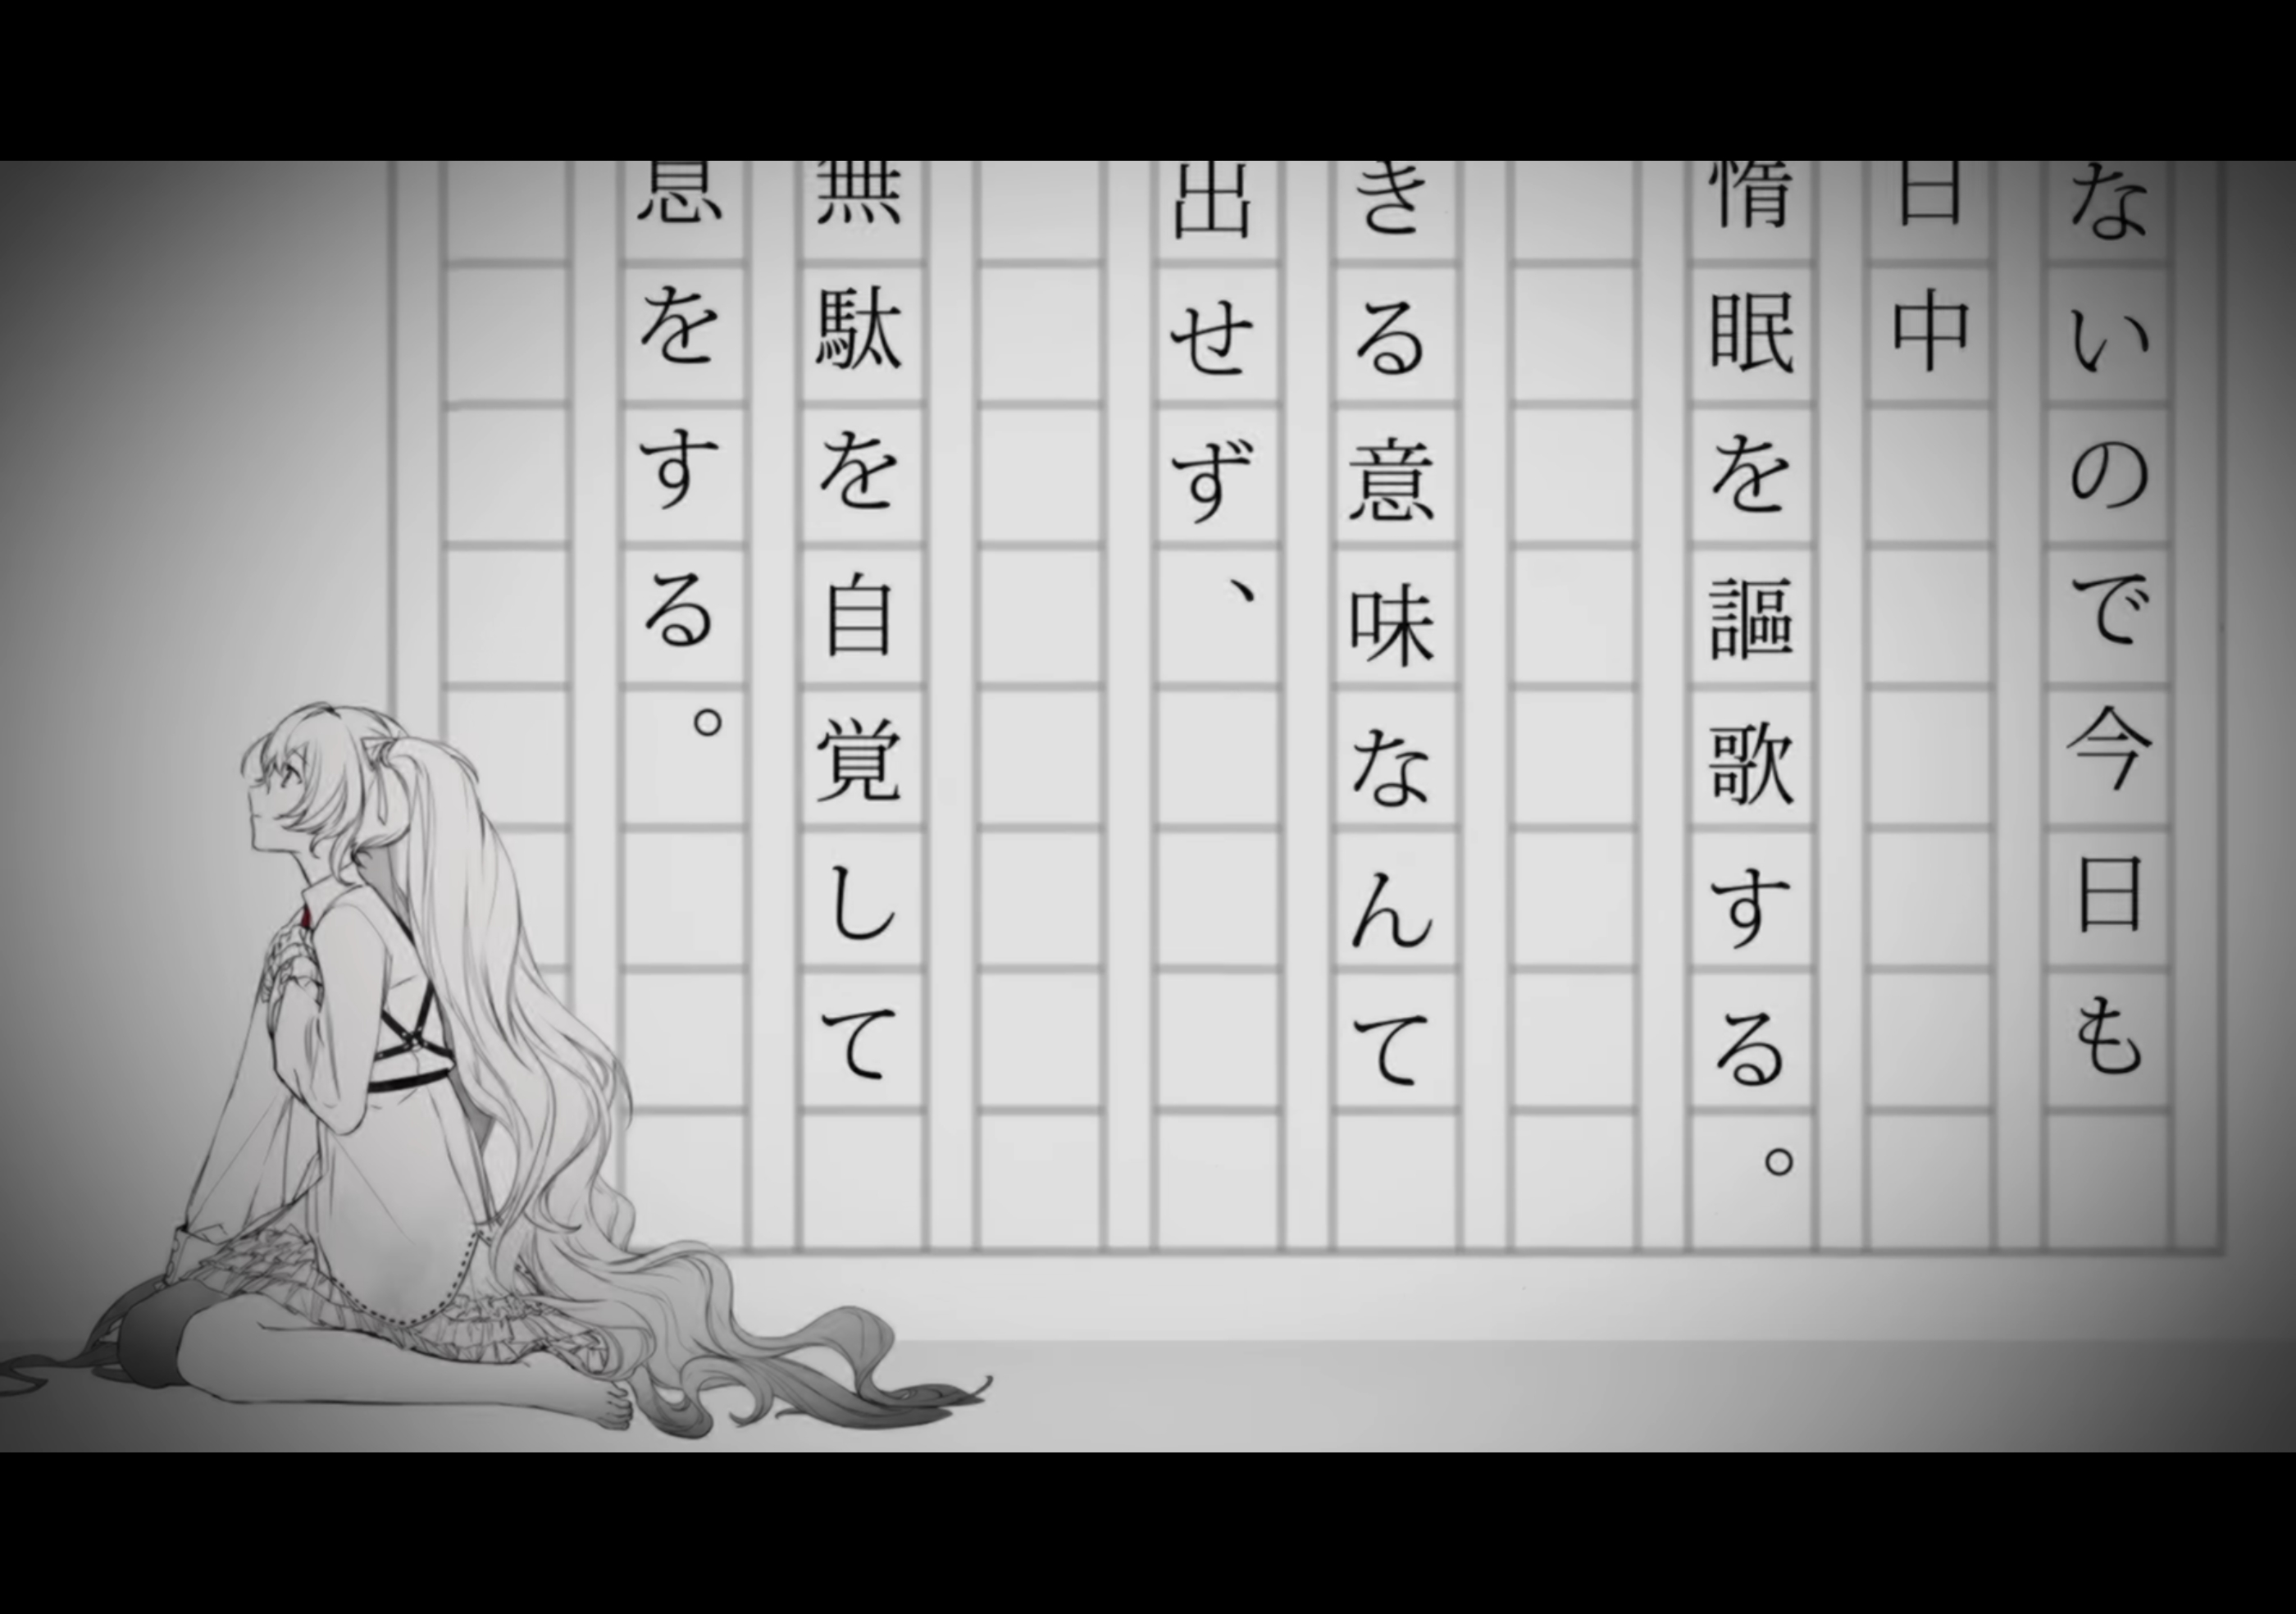 ないので今日も
日中
惰眠を謳歌する。
きる意味なんて
出せず、
無駄を自覚して
息をする。